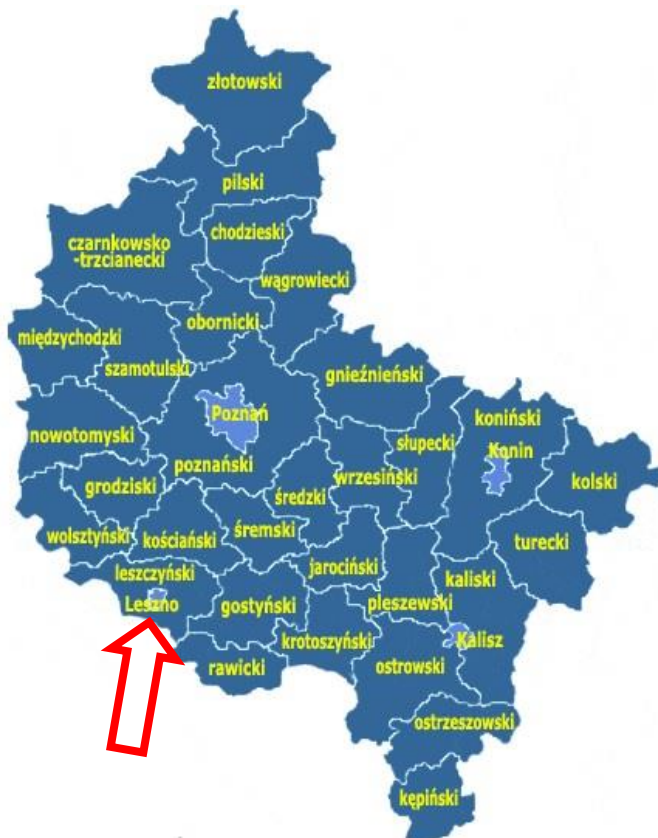 złotowski
pilski
chodzieski
czarnkowsko
-trzcianecki
wągrowiecki
obornicki
międzychodzki
szamotulski
gnieźnieński
Poznań
koniński
nowotomyski
słupecki
Konin
poznański
wrzesiński
grodziski
średzki
kolski
wolsztyński
kościański
śremski
turecki
jarociński
leszczyński
kaliski
Leszno
gostyński
pleszewski
krotoszyński
Kalisz
rawicki
ostrowski
ostrzeszowski
kępiński